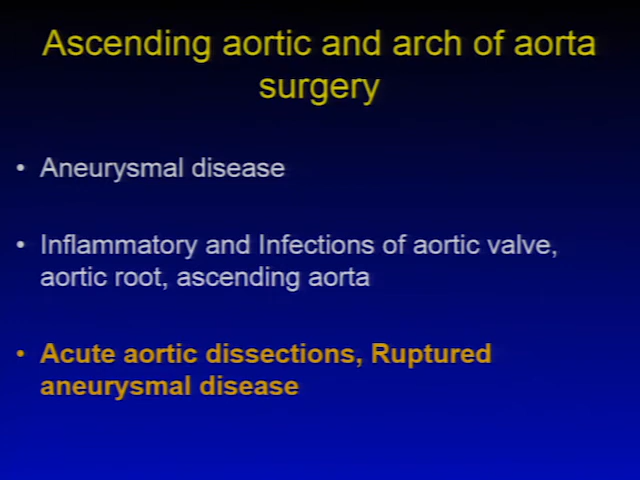 Ascending aortic and arch of aorta
surgery
• Aneurysmal disease
• Inflammatory and Infections of aortic valve,
aortic root, ascending aorta
• Acute aortic dissections, Ruptured
aneurysmal disease